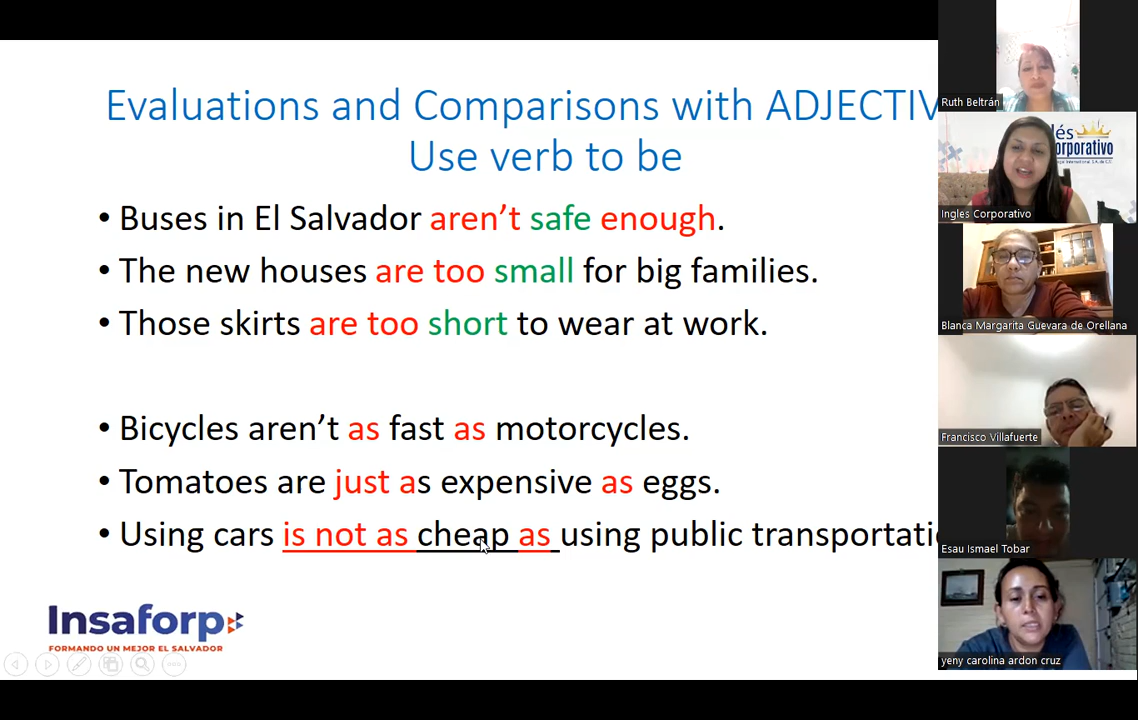 Evaluations and Comparisons with ADJECTIV
Use verb to be
• Buses in El Salvador aren't safe enough.
• The new houses are too small for big families.
• Those skirts are too short to wear at work.
• Bicycles aren't as fast as motorcycles.
• Tomatoes are just as expensive as eggs.
• Using cars is not as cheap as using public transportati
Insaforp
FORMANDO UN MEJOR EL SALVADOR
Ruth Beltrán
lés
orporativo
Ingles Corporativo
Blanca Margarita Guevara de Orellana
Francisco Villafuerte
Esau Ismael Tobar
yeny carolina ardon cruz